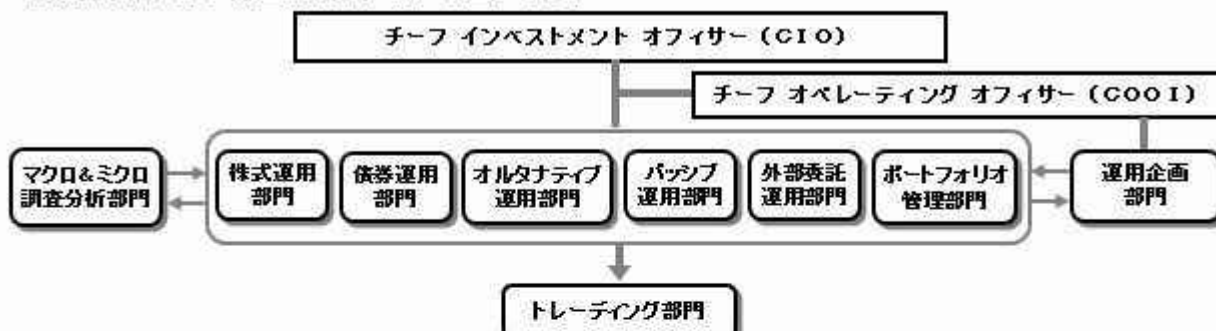 チーフ インベストメント オフィサー(CIO)
チーフ オペレーティング オフィサー(COOI)
マクロ&ミクロ
調査分析部門
株式運用
部門
債券運用
部門
オルタナティブ
運用部門
パッシブ
運用部門
外部委託
運用部門
ポートフォリオ
管理部門
運用企画
部門
トレーディング部門